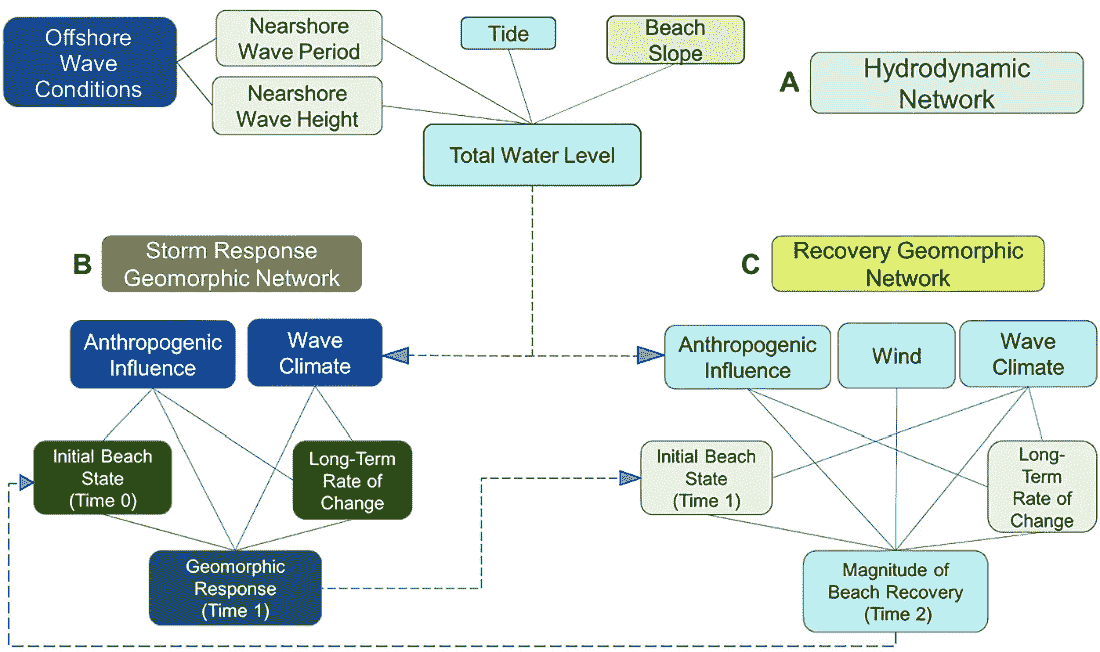 Offshore
Wave
Conditions
Nearshore
Wave Period
Nearshore
Wave Height
Tide
Beach
Slope
Total Water Level
A
Hydrodynamic
Network
B
Storm Response
Geomorphic Network
Anthropogenic
Influence
Wave
Climate
Initial Beach
State
(Time 0)
Long-Term
Rate of
Change
Geomorphic
Response
(Time 1)
C
Recovery Geomorphic
Network
Anthropogenic
Influence
Wind
Wave
Climate
Initial Beach
State
(Time 1)
Long-
Term
Rate of
Change
Magnitude of
Beach Recovery
(Time 2)